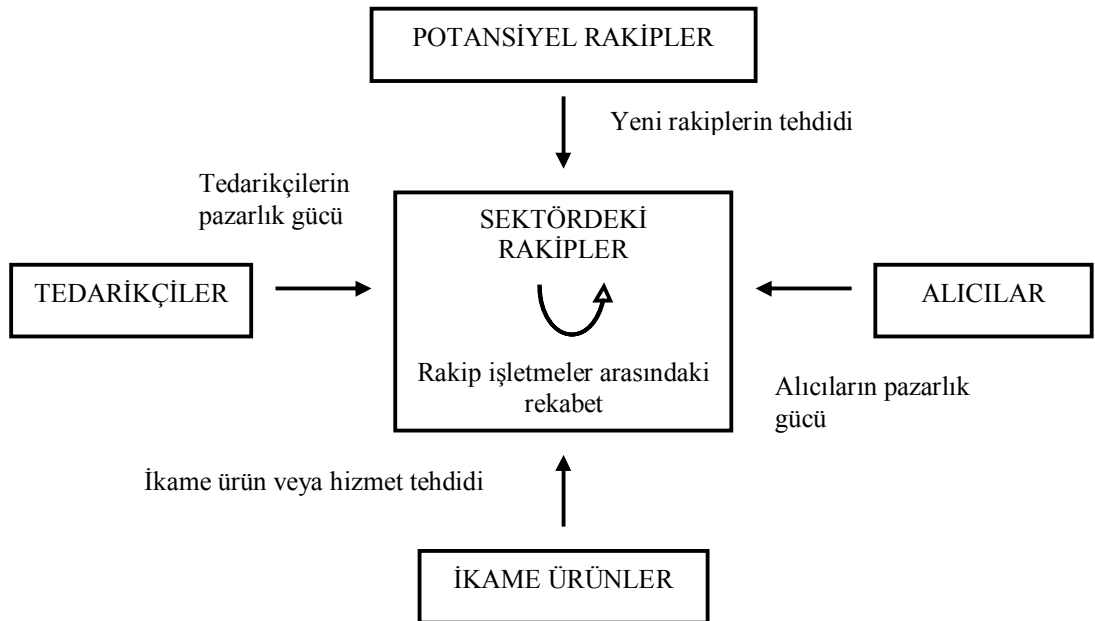 POTANSİYEL RAKİPLER
Yeni rakiplerin tehdidi
Tedarikçilerin
pazarlık gücü
SEKTÖRDEKİ
RAKİPLER
TEDARİKÇİLER
ALICILAR
Rakip işletmeler arasındaki
rekabet
Alıcıların pazarlık
gücü
İkame ürün veya hizmet tehdidi
İKAME ÜRÜNLER